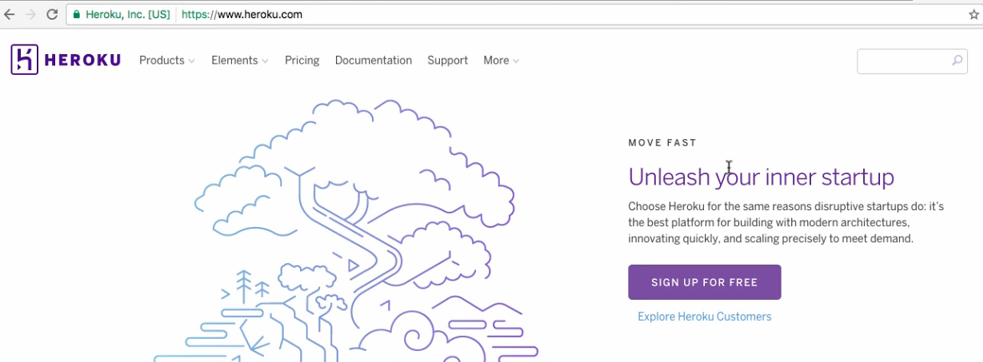 Heroku, Inc. [US] https://www.heroku.com
HEROKU Products Elements Pricing Documentation Support More
MOVE FAST
Unleash your inner startup
Choose Heroku for the same reasons disruptive startups do: it's
the best platform for building with modern architectures,
innovating quickly, and scaling precisely to meet demand.
SIGN UP FOR FREE
Explore Heroku Customers